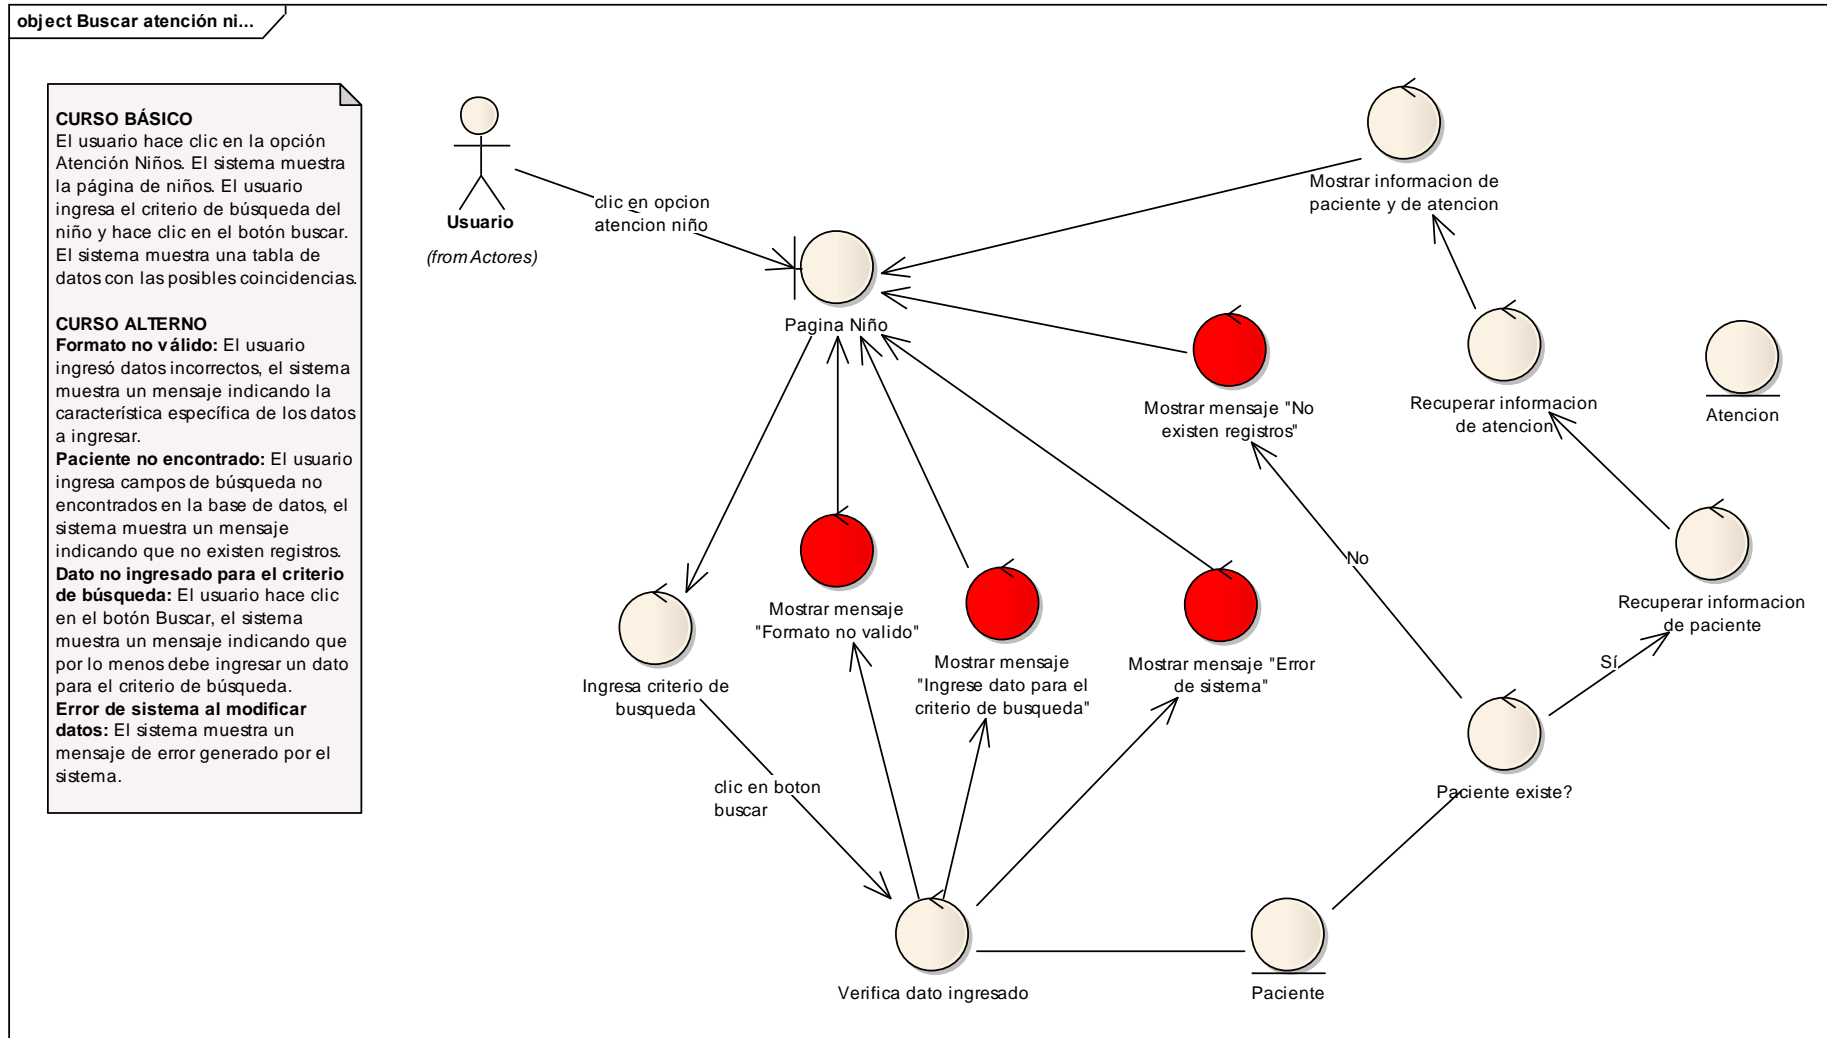 object Buscar atención ni...
CURSO BÁSICO
El usuario hace clic en la opción
Atención Niños. El sistema muestra
la página de niños. El usuario
ingresa el criterio de búsqueda del
niño y hace clic en el botón buscar.
El sistema muestra una tabla de
datos con las posibles coincidencias.
CURSO ALTERNO
Formato no válido: El usuario
ingresó datos incorrectos, el sistema
muestra un mensaje indicando la
característica específica de los datos
a ingresar.
Paciente no encontrado: El usuario
ingresa campos de búsqueda no
encontrados en la base de datos, el
sistema muestra un mensaje
indicando que no existen registros.
Dato no ingresado para el criterio
de búsqueda: El usuario hace clic
en el botón Buscar, el sistema
muestra un mensaje indicando que
por lo menos debe ingresar un dato
para el criterio de búsqueda.
Error de sistema al modificar
datos: El sistema muestra un
mensaje de error generado por el
sistema.
Usuario
(from Actores)
clic en opcion
atencion niño
Pagina Niño
Mostrar informacion de
paciente y de atencion
Mostrar mensaje "No
existen registros"
Recuperar informacion
de atencion
Atencion
No
Recuperar informacion
de paciente
Sí
Mostrar mensaje
"Formato no valido"
Mostrar mensaje
"Ingrese dato para el
criterio de busqueda"
Mostrar mensaje "Error
de sistema"
Ingresa criterio de
busqueda
clic en boton
buscar
Paciente existe?
Verifica dato ingresado
Paciente